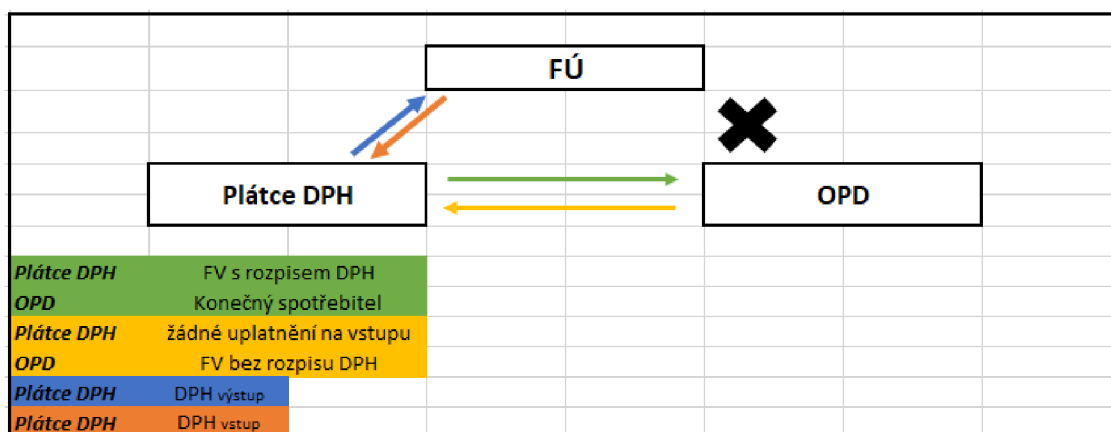 FÚ
Plátce DPH OPD
Plátce DPH FV s rozpisem DPH
OPD Konečný spotřebitel
Plátce DPH žádné uplatnění na vstupu
OPD FV bez rozpisu DPH
Plátce DPH DPH výstup
Plátce DPH DPH vstup